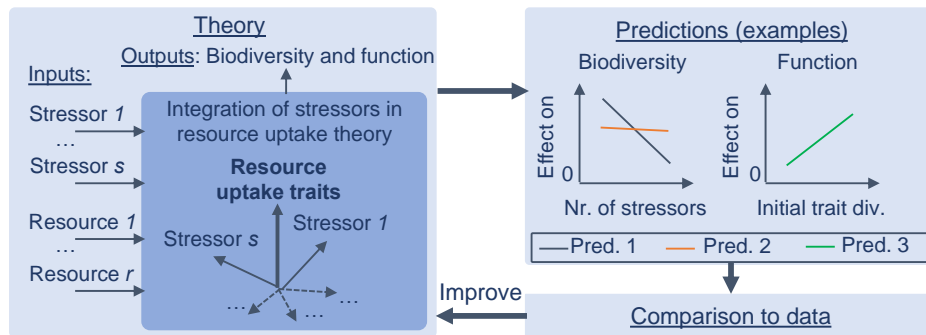 Theory
Outputs: Biodiversity and function
Inputs:
Stressor 1
...
Stressor s
Resource 1
...
Resource r
Integration of stressors in
resource uptake theory
Resource
uptake traits
Stressor 1
Stressor s
...
...
...
...
Predictions (examples)
Biodiversity
Effect on
0
Nr. of stressors
Function
Effect on
0
Initial trait div.
Pred. 1
Pred. 2
Pred. 3
Improve
Comparison to data